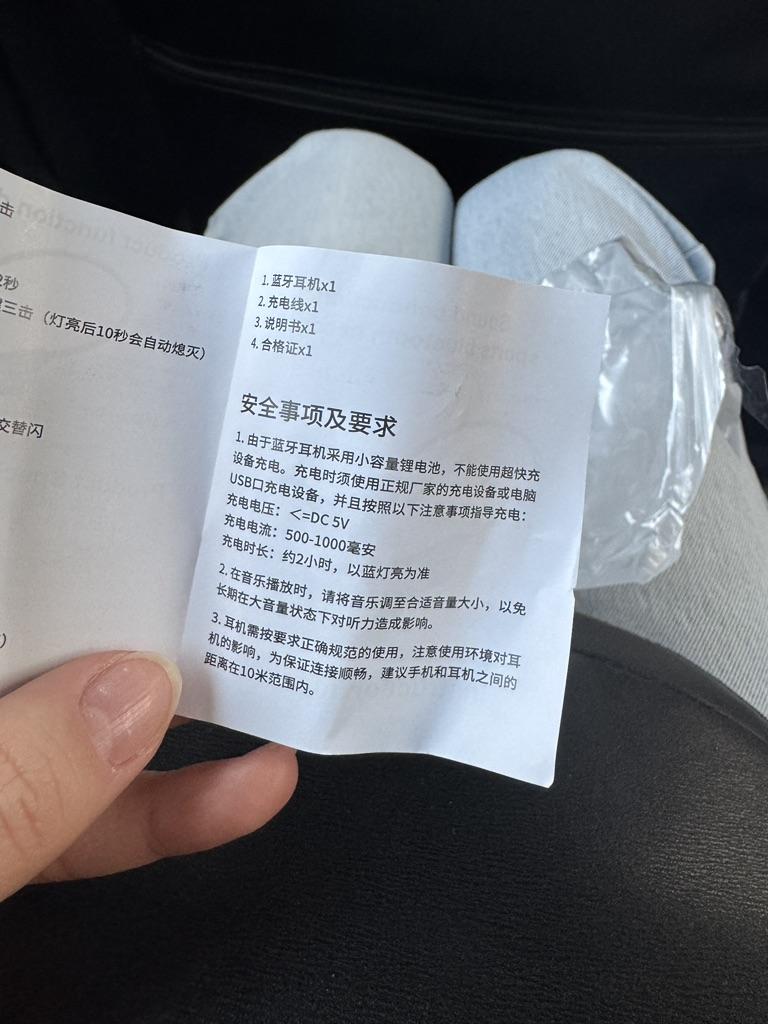 击
2秒
三击（灯亮后10秒会自动熄灭）
交替闪
)
1. 蓝牙耳机x1
2. 充电线x1
3. 说明书x1
4. 合格证x1
安全事项及要求
1. 由于蓝牙耳机采用小容量锂电池，不能使用超快充
设备充电。充电时须使用正规厂家的充电设备或电脑
USB口充电设备，并且按照以下注意事项指导充电：
充电电压：＜=DC 5V
充电电流：500-1000毫安
充电时长：约2小时，以蓝灯亮为准
2. 在音乐播放时，请将音乐调至合适音量大小，以免
长期在大音量状态下对听力造成影响。
3. 耳机需按要求正确规范的使用，注意使用环境对耳
机的影响，为保证连接顺畅，建议手机和耳机之间的
距离在10米范围内。